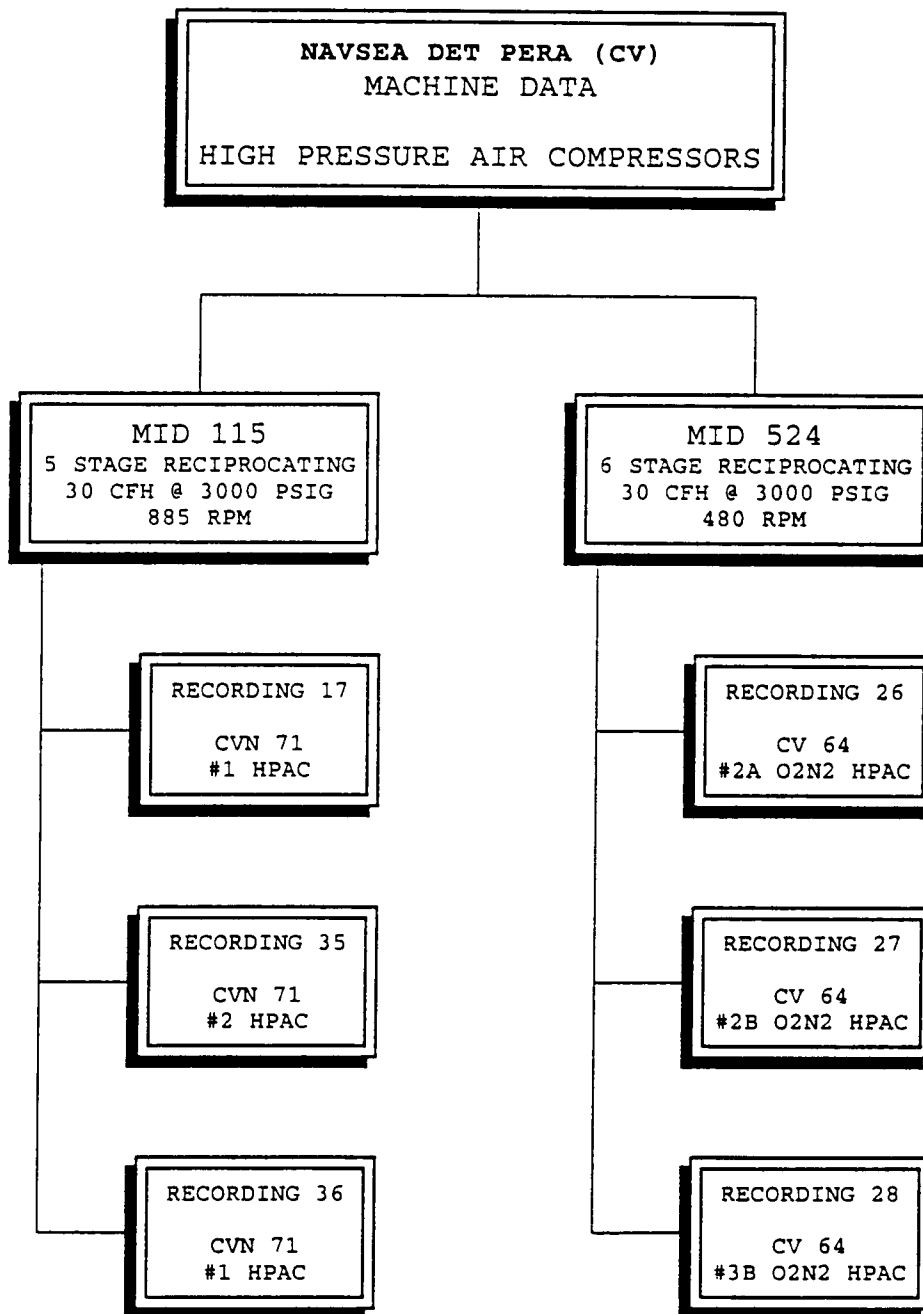 NAVSEA DET PERA (CV)
MACHINE DATA
HIGH PRESSURE AIR COMPRESSORS
MID 115
5 STAGE RECIPROCATING
30 CFH @ 3000 PSIG
885 RPM
RECORDING 17
CVN 71
#1 HPAC
RECORDING 35
CVN 71
#2 HPAC
RECORDING 36
CVN 71
#1 HPAC
MID 524
6 STAGE RECIPROCATING
30 CFH @ 3000 PSIG
480 RPM
RECORDING 26
CV 64
#2A O2N2 HPAC
RECORDING 27
CV 64
#2B O2N2 HPAC
RECORDING 28
CV 64
#3B O2N2 HPAC